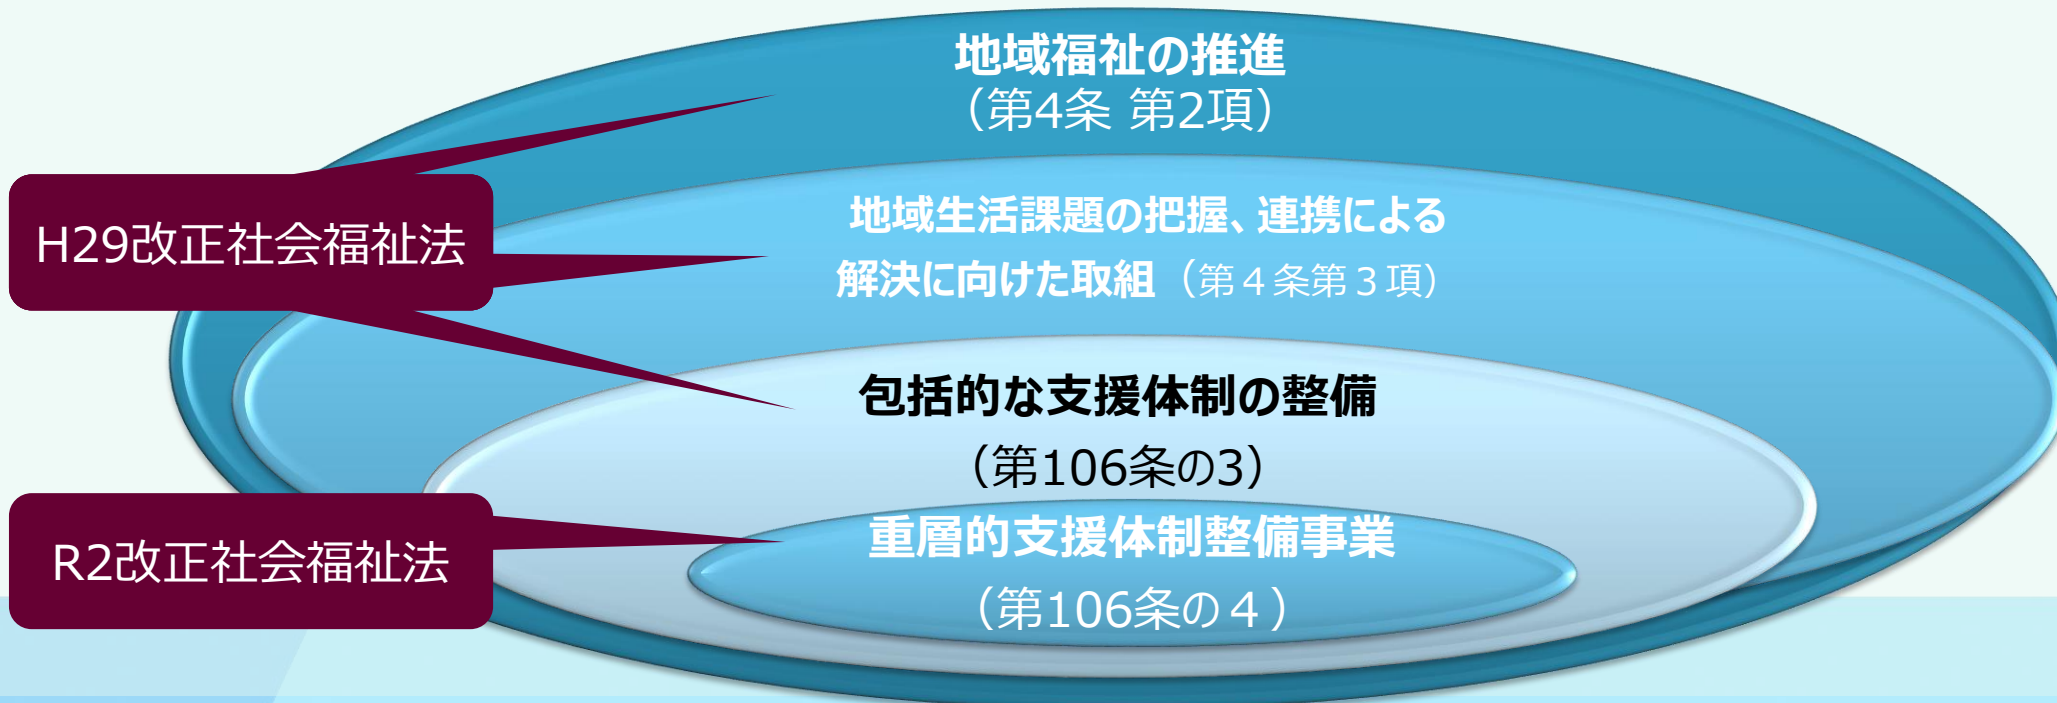 地域福祉の推進
（第4条 第2項）
H29改正社会福祉法
地域生活課題の把握、連携による
解決に向けた取組（第４条第３項）
包括的な支援体制の整備
（第106条の3）
R2改正社会福祉法
重層的支援体制整備事業
（第106条の４）